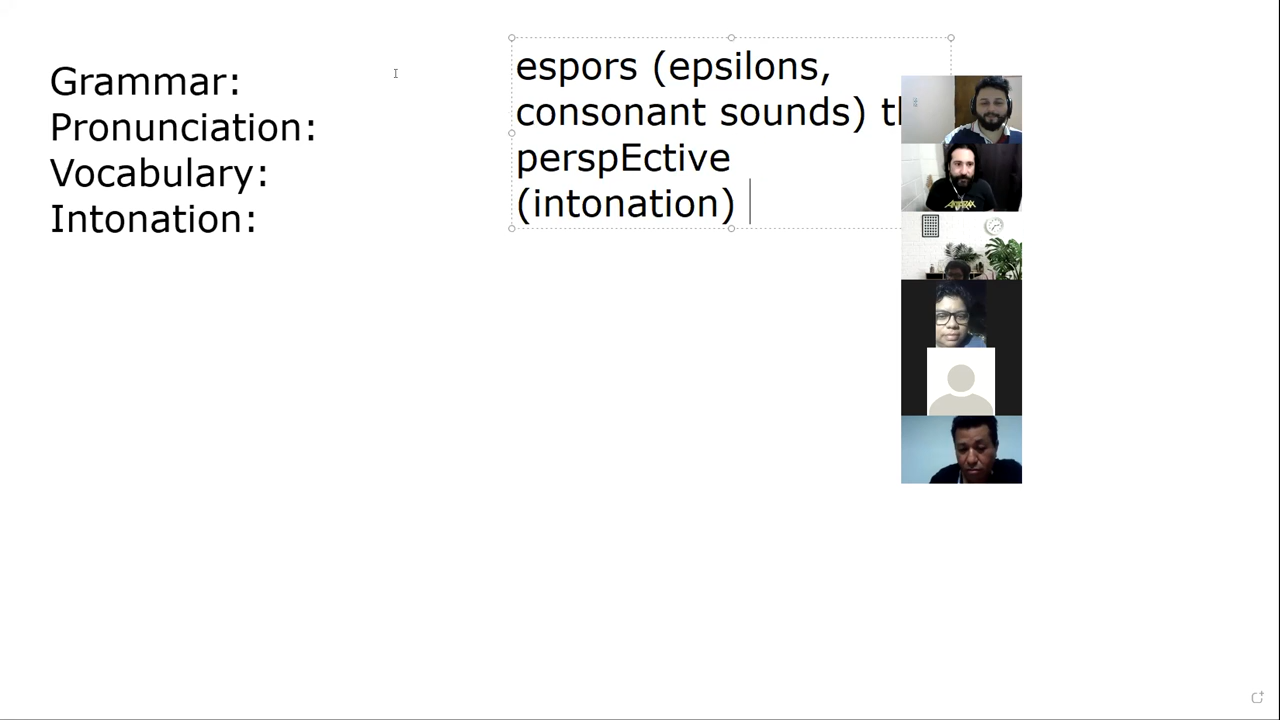 Grammar:
Pronunciation:
Vocabulary:
Intonation:
espors (epsilons,
consonant sounds)
perspEctive
(intonation)